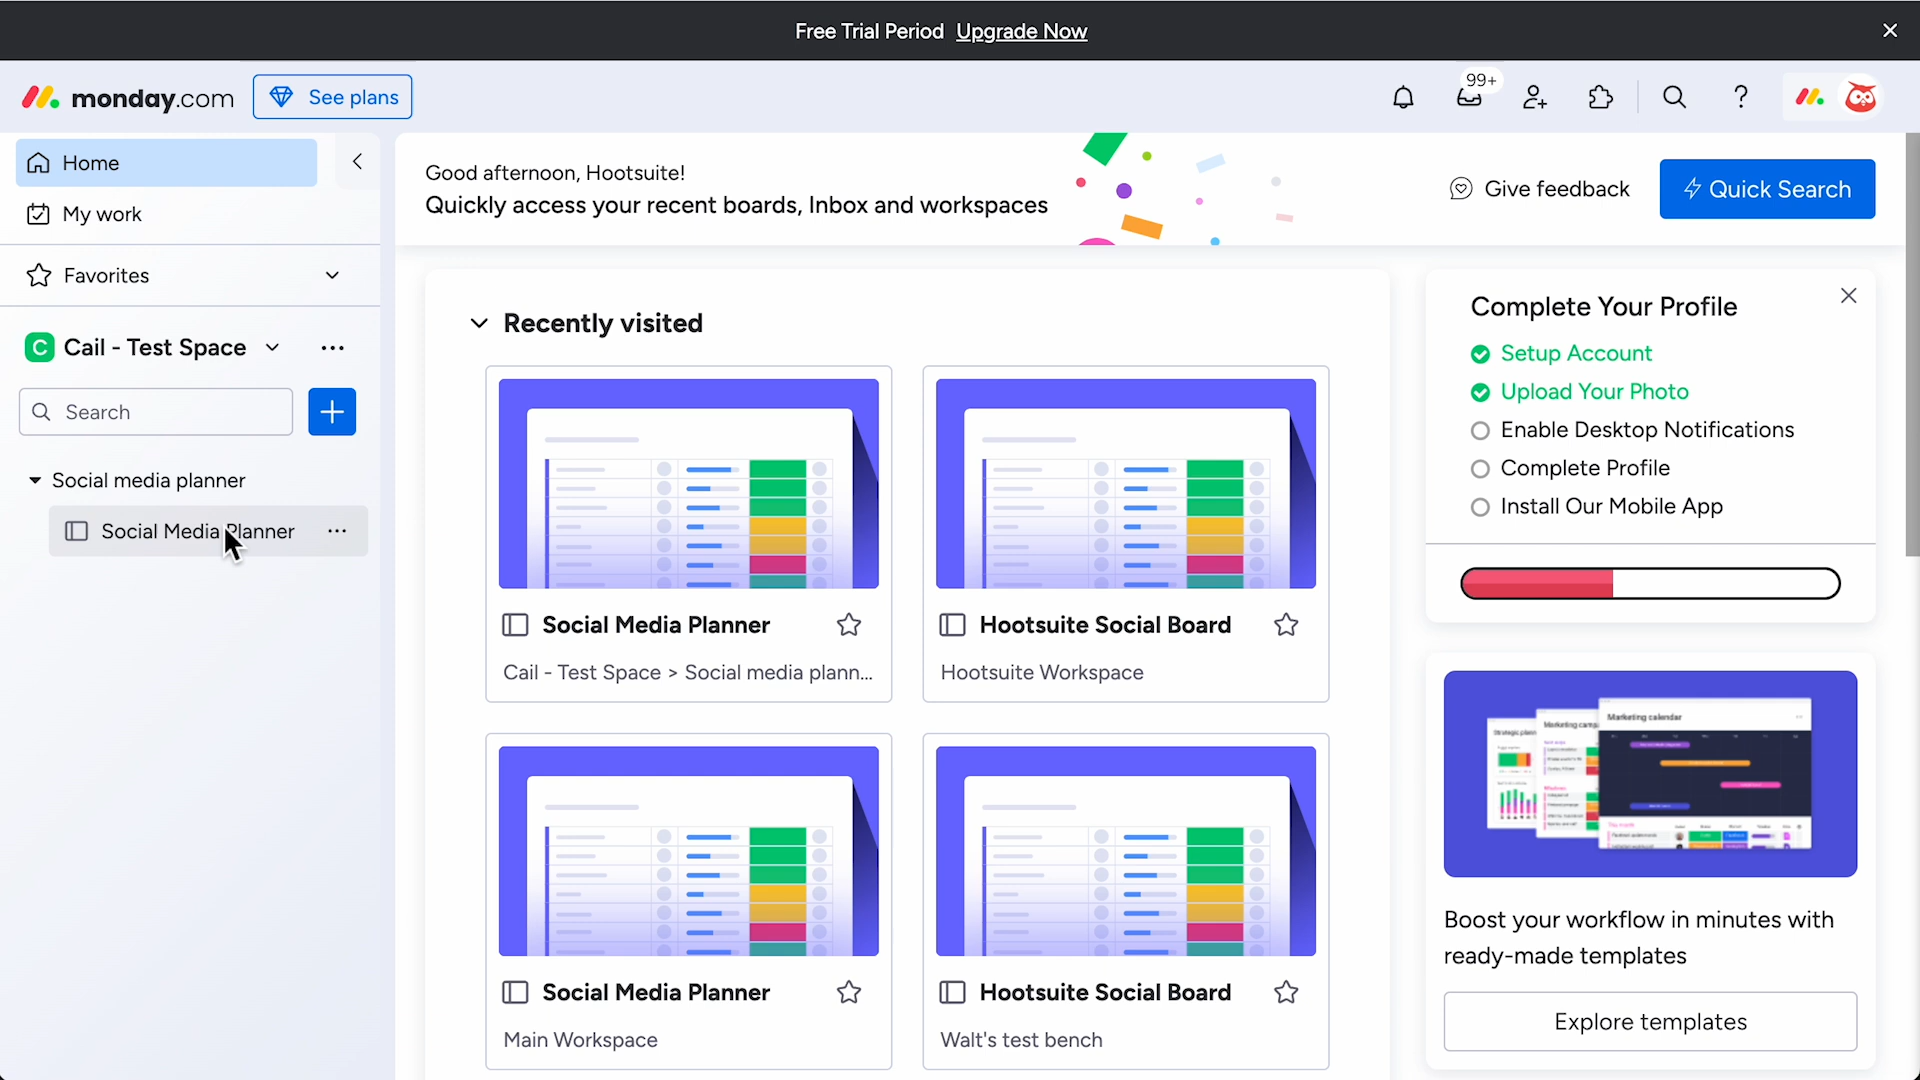 Free Trial Period Upgrade Now
monday.com
See plans
99+
Home
My work
Favorites
C Cail - Test Space
Search
Social media planner
Social Media Planner
Good afternoon, Hootsuite!
Quickly access your recent boards, Inbox and workspaces
Give feedback
Quick Search
Recently visited
Social Media Planner
Cail - Test Space > Social media plann...
Hootsuite Social Board
Hootsuite Workspace
Social Media Planner
Main Workspace
Hootsuite Social Board
Walt's test bench
Complete Your Profile
Setup Account
Upload Your Photo
Enable Desktop Notifications
Complete Profile
Install Our Mobile App
Marketing calendar
Boost your workflow in minutes with
ready-made templates
Explore templates